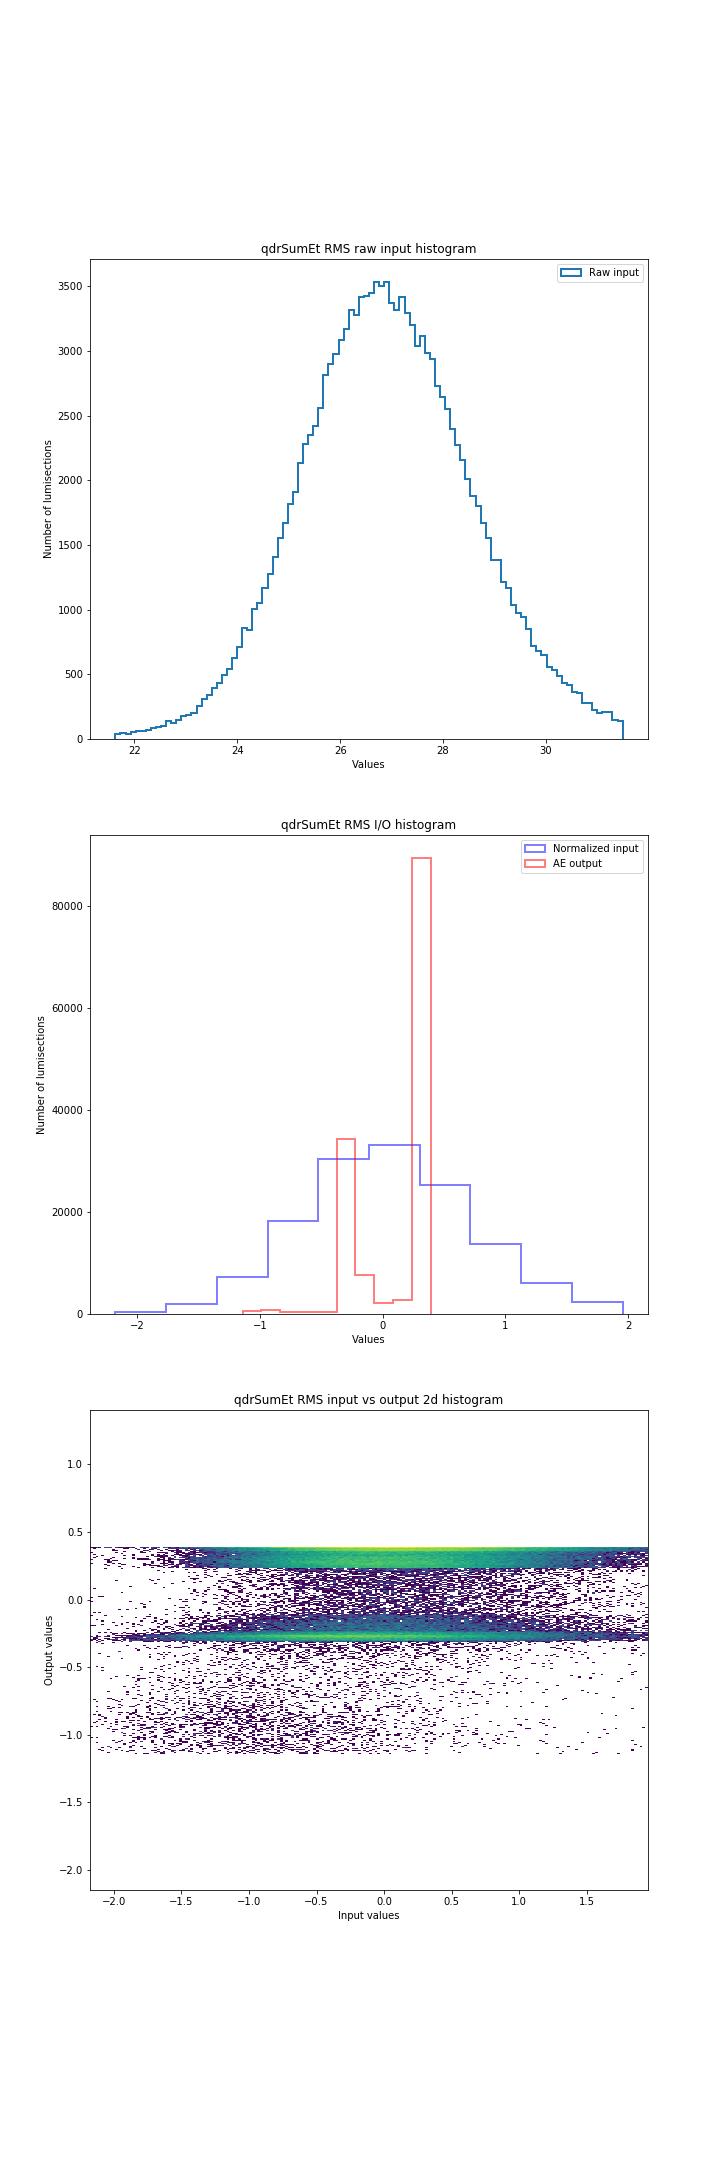 qdrSumEt RMS raw input histogram
Raw input
3500
3000
2500
2000
1500
1000
500
0
Number of lumisections
22 24 26 28 30
Values
qdrSumEt RMS I/O histogram
Normalized input
AE output
80000
60000
40000
20000
0
Number of lumisections
−2 −1 0 1 2
Values
qdrSumEt RMS input vs output 2d histogram
1.0
0.5
0.0
−0.5
−1.0
−1.5
−2.0
Output values
−2.0 −1.5 −1.0 −0.5 0.0 0.5 1.0 1.5
Input values